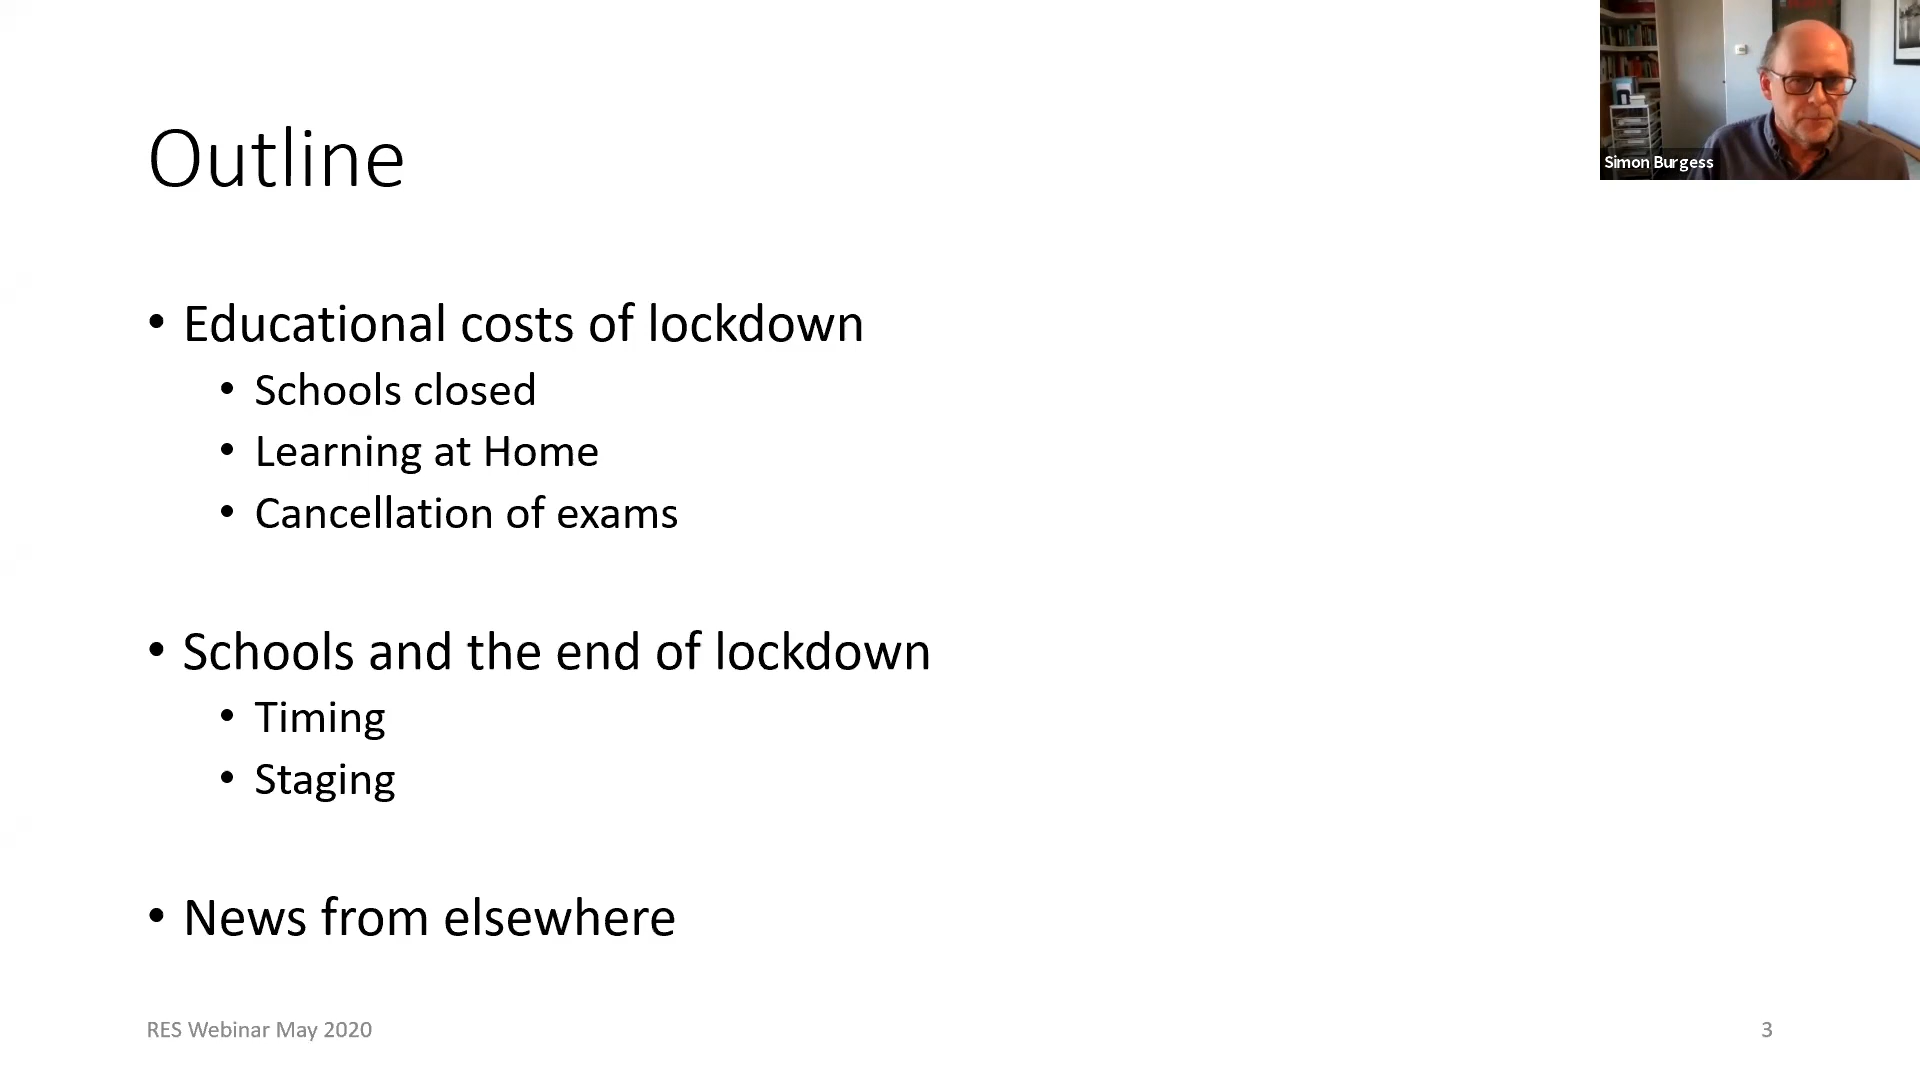 Simon Burgess
Outline
• Educational costs of lockdown
• Schools closed
• Learning at Home
• Cancellation of exams
• Schools and the end of lockdown
• Timing
• Staging
• News from elsewhere
RES Webinar May 2020
3